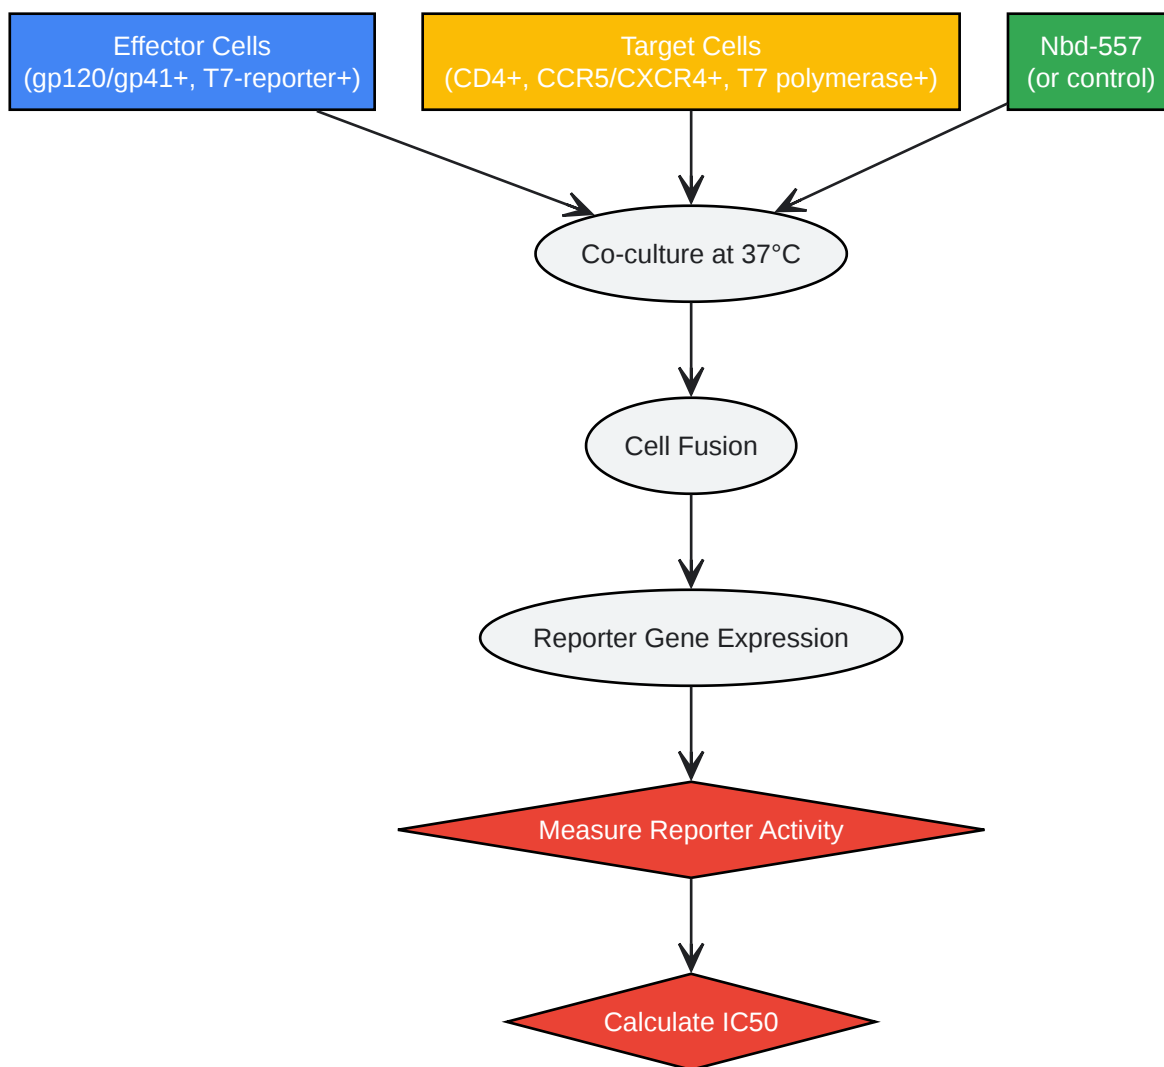 Effector Cells
(gp120/gp41+, T7-reporter+)
Target Cells
(CD4+, CCR5/CXCR4+, T7 polymerase+)
Nbd-557
(or control)
Co-culture at 37°C
Cell Fusion
Reporter Gene Expression
Measure Reporter Activity
Calculate IC50